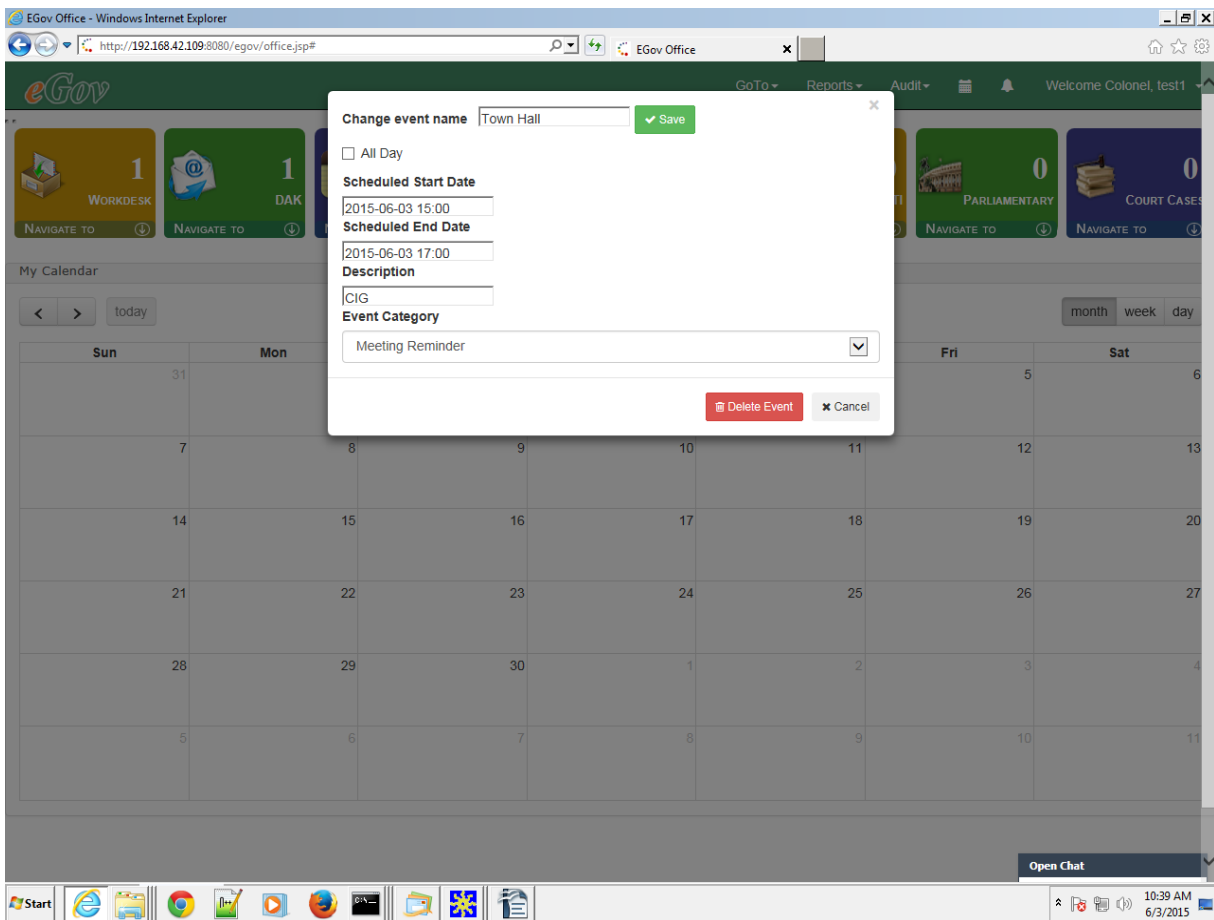 EGov Office - Windows Internet Explorer
http://192.168.42.109:8080/egov/office.jsp#
EGov Office
eGov
GoTo
Reports
Audit
Welcome Colonel, test1
Change event name Town Hall Save
All Day
Scheduled Start Date
2015-06-03 15:00
Scheduled End Date
2015-06-03 17:00
Description
CIG
Event Category
Meeting Reminder
Delete Event Cancel
1
WORKDESK
NAVIGATE TO
1
DAK
NAVIGATE TO
0
PARLIAMENTARY
NAVIGATE TO
0
COURT CASES
NAVIGATE TO
My Calendar
today
month week day
Sun Mon Fri Sat
31 5 6
7 8 9 10 11 12 13
14 15 16 17 18 19 20
21 22 23 24 25 26 27
28 29 30 1 2 3 4
5 6 7 8 9 10 11
Open Chat
Start
10:39 AM
6/3/2015